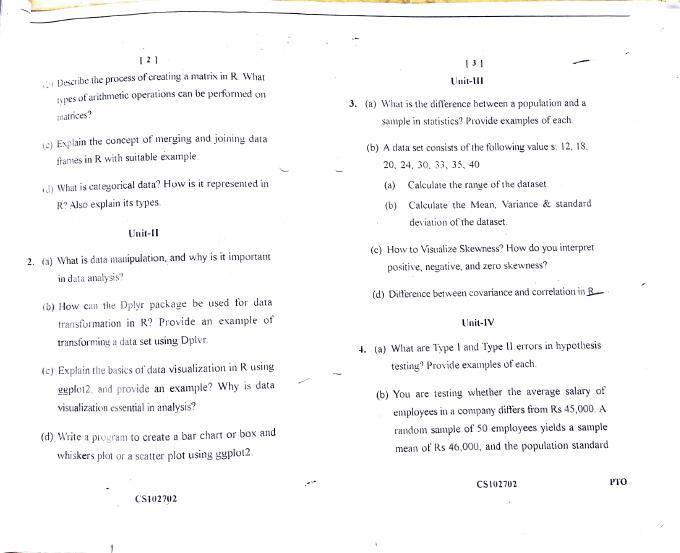 [ 2 ]
Describe the process of creating a matrix in R. What
types of arithmetic operations can be performed on
matrices?
(c) Explain the concept of merging and joining data
frames in R with suitable example
(d) What is categorical data? How is it represented in
R? Also explain its types.
Unit-II
2. (a) What is data manipulation, and why is it important
in data analysis?
(b) How can the Dplyr package be used for data
transformation in R? Provide an example of
transforming a data set using Dplyr.
(c) Explain the basics of data visualization in R using
ggplot2, and provide an example? Why is data
visualization essential in analysis?
(d) Write a program to create a bar chart or box and
whiskers plot or a scatter plot using ggplot2.
CS102702
[ 3 ]
Unit-III
3. (a) What is the difference between a population and a
sample in statistics? Provide examples of each.
(b) A data set consists of the following value s: 12, 18,
20, 24, 30, 33, 35, 40
(a) Calculate the range of the dataset.
(b) Calculate the Mean, Variance & standard
deviation of the dataset.
(c) How to Visualize Skewness? How do you interpret
positive, negative, and zero skewness?
(d) Difference between covariance and correlation in R
Unit-IV
4. (a) What are Type I and Type II errors in hypothesis
testing? Provide examples of each.
(b) You are testing whether the average salary of
employees in a company differs from Rs 45,000. A
random sample of 50 employees yields a sample
mean of Rs 46,000, and the population standard
CS102702
PTO